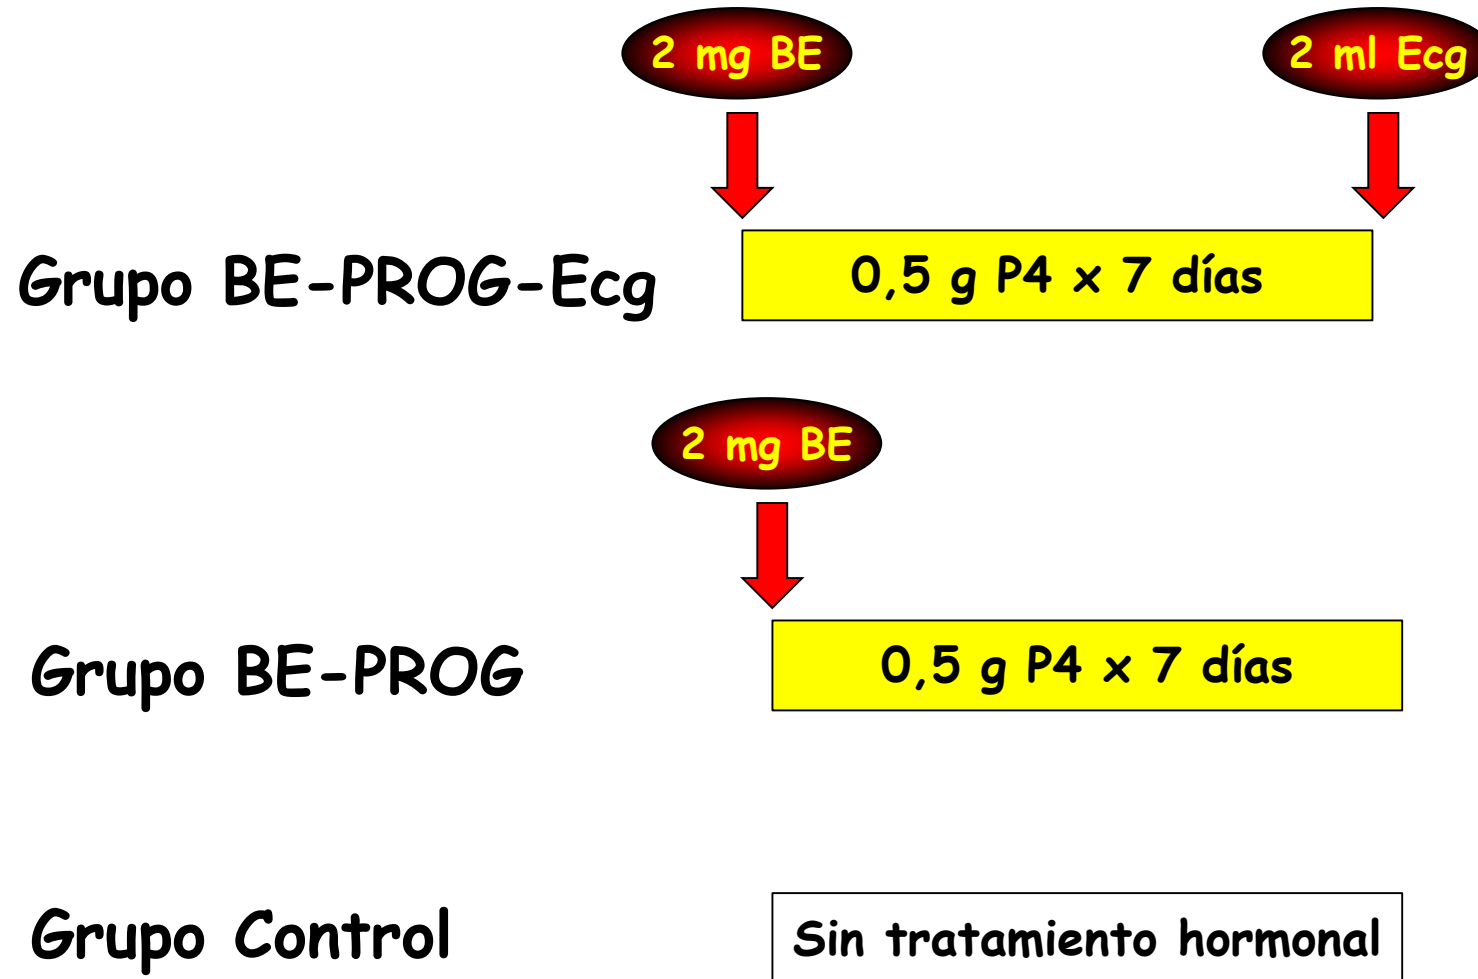 2 mg BE
2 ml Ecg
Grupo BE-PROG-Ecg
0,5 g P4 x 7 días
2 mg BE
Grupo BE-PROG
0,5 g P4 x 7 días
Grupo Control
Sin tratamiento hormonal